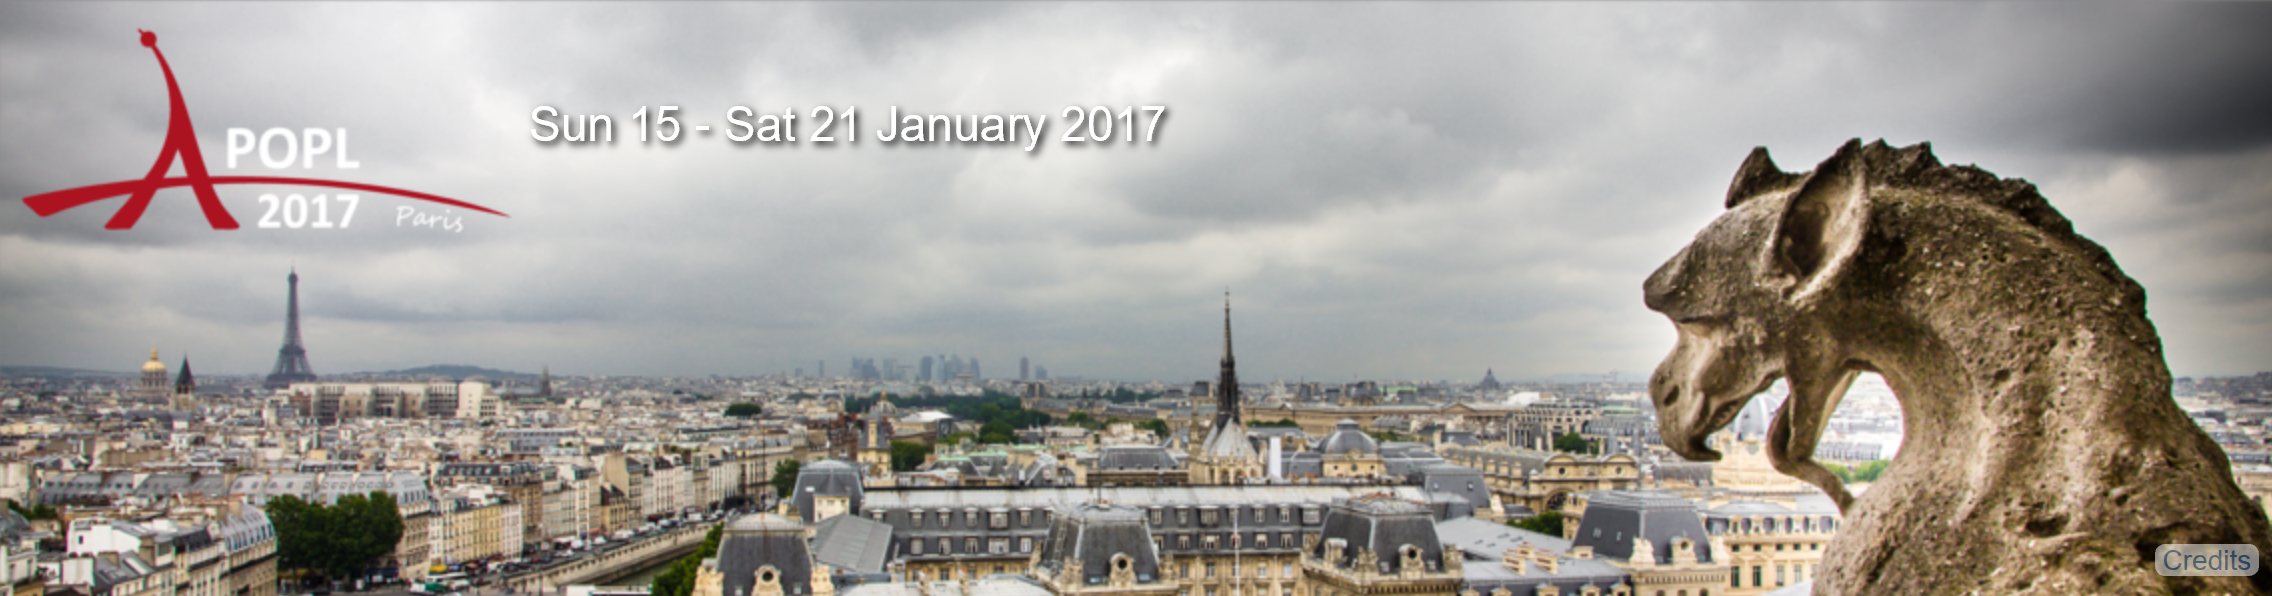 POPL
2017
Paris
Sun 15 - Sat 21 January 2017
Credits